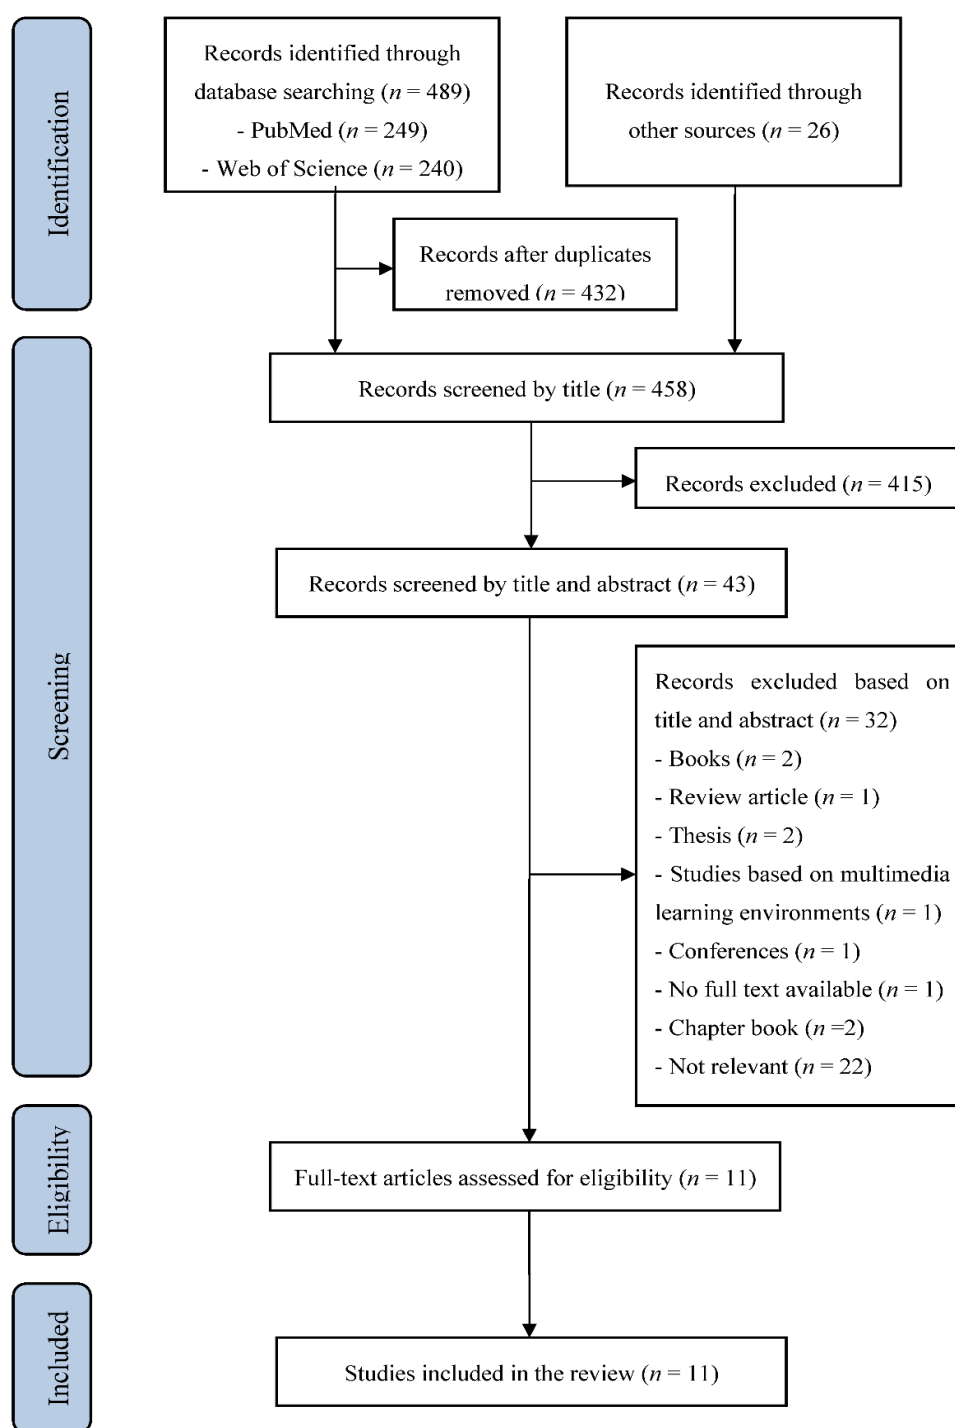 Identification
Records identified through
database searching (n = 489)
- PubMed (n = 249)
- Web of Science (n = 240)
Records identified through
other sources (n = 26)
Records after duplicates
removed (n = 432)
Screening
Records screened by title (n = 458)
Records excluded (n = 415)
Records screened by title and abstract (n = 43)
Records excluded based on
title and abstract (n = 32)
- Books (n = 2)
- Review article (n = 1)
- Thesis (n = 2)
- Studies based on multimedia
learning environments (n = 1)
- Conferences (n = 1)
- No full text available (n = 1)
- Chapter book (n =2)
- Not relevant (n = 22)
Eligibility
Full-text articles assessed for eligibility (n = 11)
Included
Studies included in the review (n = 11)